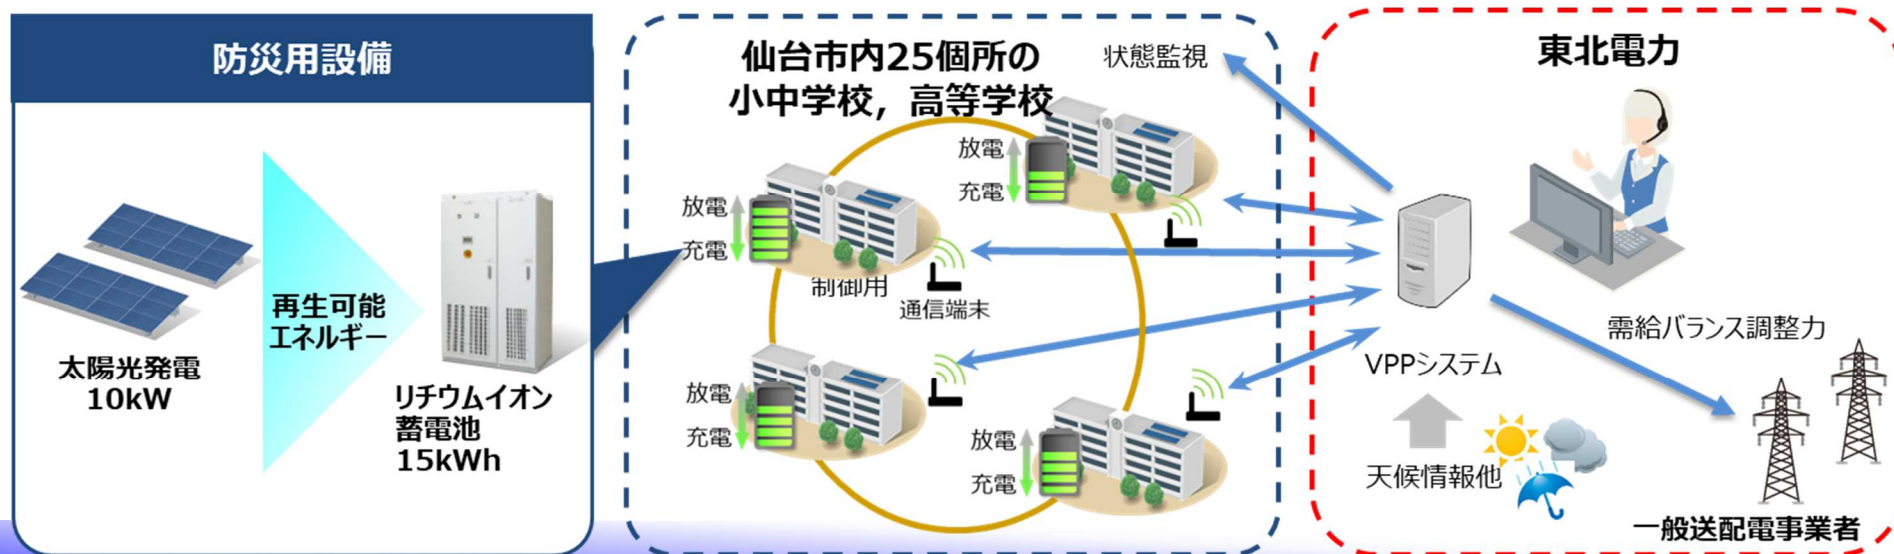 防災用設備
太陽光発電
10kW
再生可能
エネルギー
リチウムイオン
蓄電池
15kWh
仙台市内25個所の
小中学校，高等学校
状態監視
放電
充電
放電
充電
制御用
通信端末
放電
充電
放電
充電
東北電力
需給バランス調整力
VPPシステム
天候情報他
一般送配電事業者